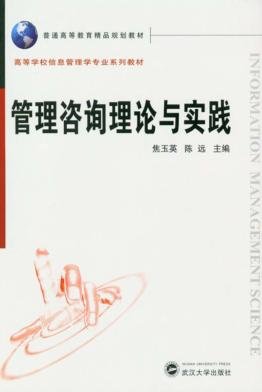 普通高等教育精品规划教材
高等学校信息管理学专业系列教材
管理咨询理论与实践
焦玉英 陈远 主编
INFORMATION MANAGEMENT SCIENCE
WUHAN UNIVERSITY PRESS
武汉大学出版社